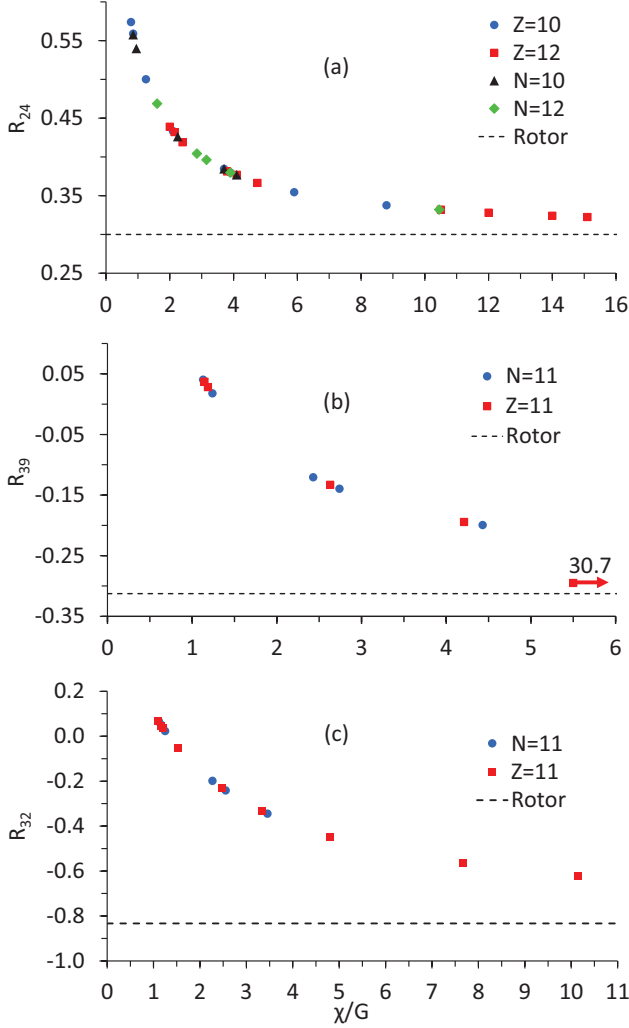 0.55
0.45
0.35
0.25
R24
(a)
Z=10
Z=12
N=10
N=12
Rotor
0 2 4 6 8 10 12 14 16
0.05
-0.05
-0.15
-0.25
-0.35
R39
(b)
N=11
Z=11
Rotor
30.7
0 1 2 3 4 5 6
0.2
0.0
-0.2
-0.4
-0.6
-0.8
-1.0
R32
(c)
N=11
Z=11
Rotor
0 1 2 3 4 5 6 7 8 9 10 11
χ/G